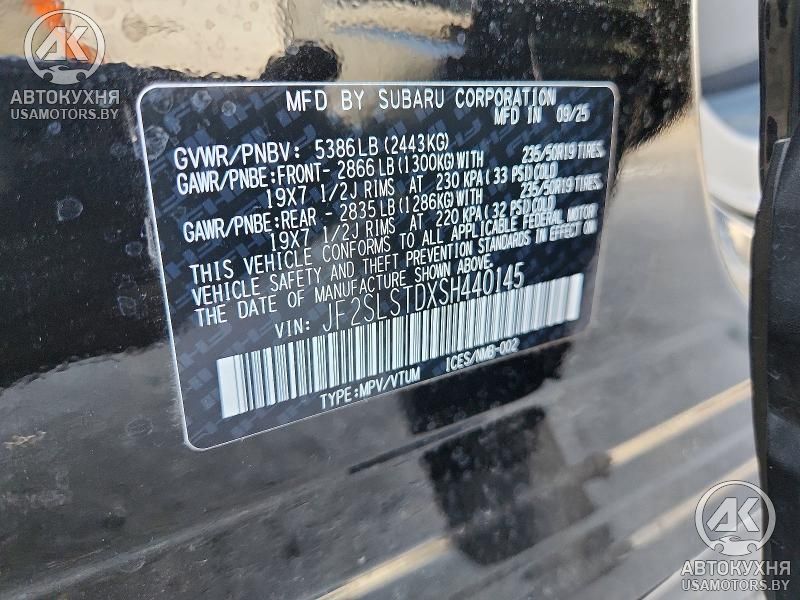 АК
АВТОКУХНЯ
USAMOTORS.BY
MFD BY SUBARU CORPORATION
MFD IN 09/25
GVWR/PNBV: 5386LB (2443KG)
GAWR/PNBE:FRONT- 2866LB (1300KG) WITH 235/50R19 TIRES,
19X7 1/2J RIMS AT 230 KPA (33 PSI) COLD
GAWR/PNBE:REAR - 2835LB (1286KG) WITH 235/50R19 TIRES,
19X7 1/2J RIMS AT 220 KPA (32 PSI) COLD
THIS VEHICLE CONFORMS TO ALL APPLICABLE FEDERAL MOTOR
VEHICLE SAFETY AND THEFT PREVENTION STANDARDS IN EFFECT ON
THE DATE OF MANUFACTURE SHOWN ABOVE.
VIN: JF2SLSTDXSH440145
TYPE:MPV/VTUM ICES/NMB-002
АК
АВТОКУХНЯ
USAMOTORS.BY